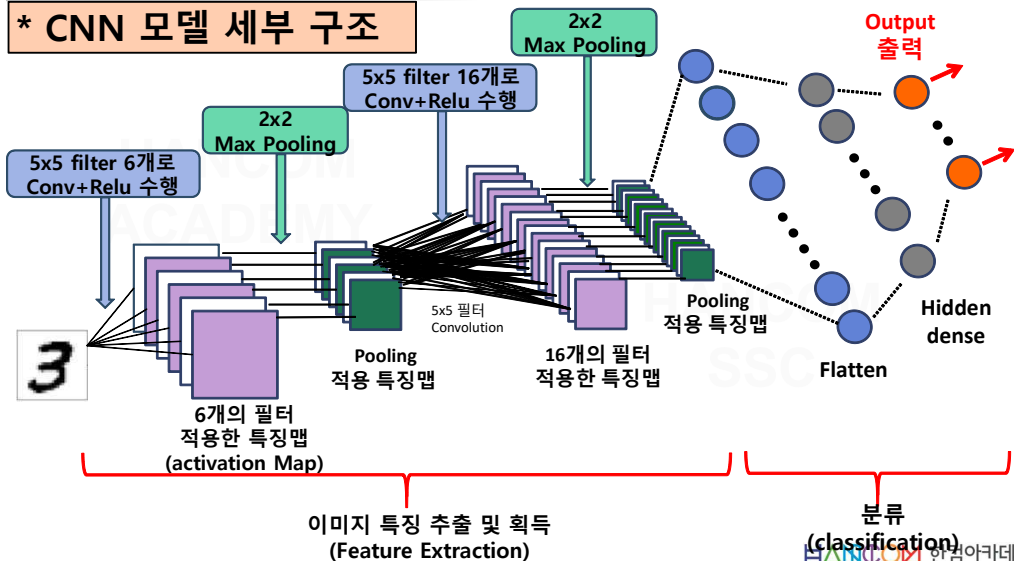 * CNN 모델 세부 구조
5x5 filter 6개로
Conv+Relu 수행
2x2
Max Pooling
5x5 filter 16개로
Conv+Relu 수행
2x2
Max Pooling
Output
출력
3
6개의 필터
적용한 특징맵
(activation Map)
Pooling
적용 특징맵
5x5 필터
Convolution
16개의 필터
적용한 특징맵
Pooling
적용 특징맵
Flatten
Hidden
dense
이미지 특징 추출 및 획득
(Feature Extraction)
분류
(classification)
HANCOM
ACADEMY
HANCOM
SSC
한컴아카데